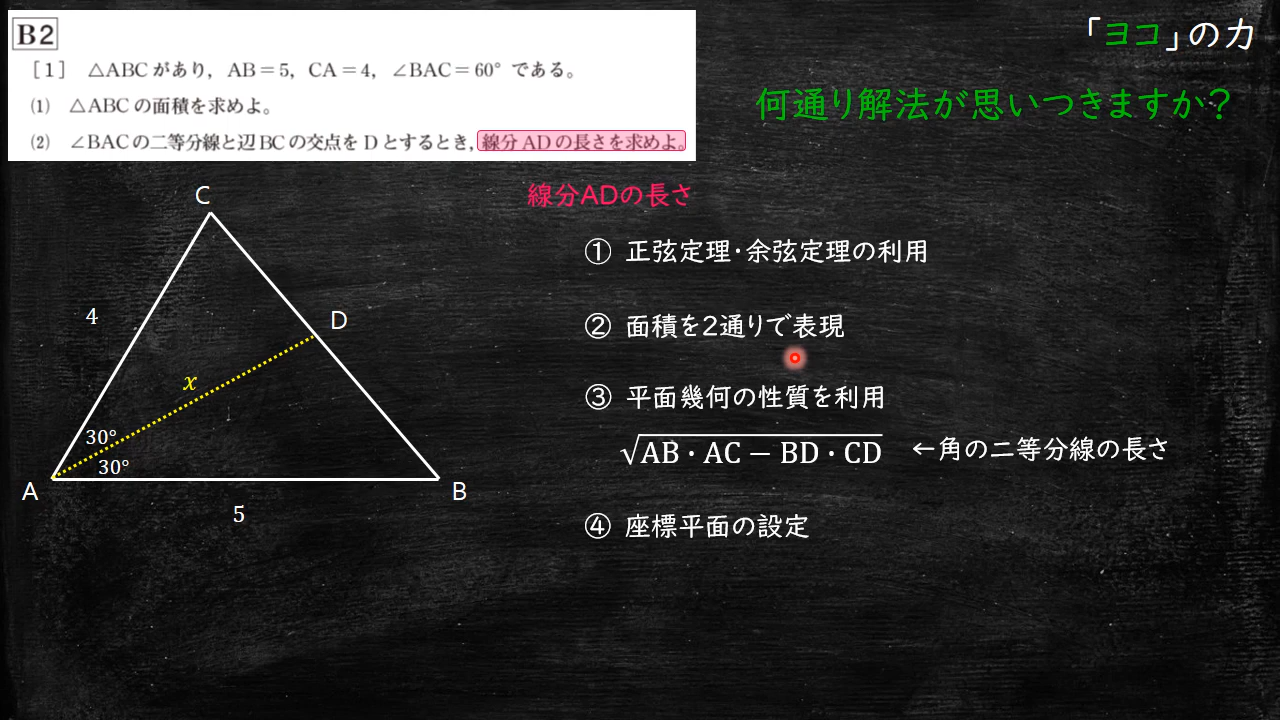 B2
「ヨコ」の力
[1] △ABCがあり, AB=5, CA=4, ∠BAC=60°である。
(1) △ABCの面積を求めよ。
(2) ∠BACの二等分線と辺BCの交点をDとするとき, 線分ADの長さを求めよ。
何通り解法が思いつきますか?
線分ADの長さ
① 正弦定理・余弦定理の利用
② 面積を2通りで表現
③ 平面幾何の性質を利用
√AB・AC－BD・CD ←角の二等分線の長さ
④ 座標平面の設定
C
4
D
x
30°
30°
A
B
5